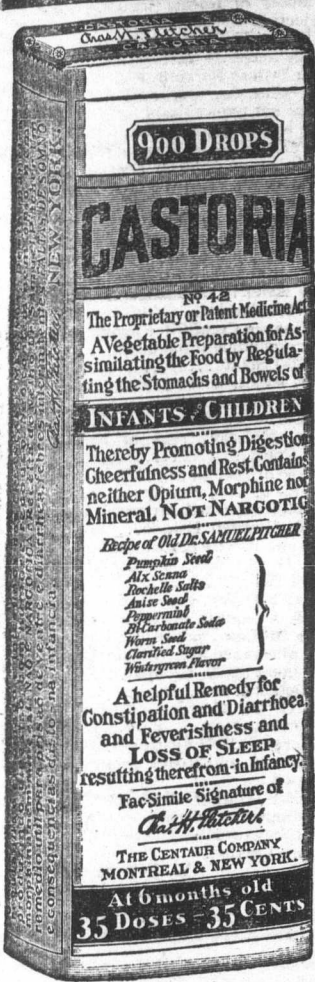 CASTORIA
Chas. H. Fletcher
CASTORIA
900 DROPS
CASTORIA
Nº 42
The Proprietary or Patent Medicine Act
A Vegetable Preparation for As-
similating the Food by Regula-
ting the Stomachs and Bowels of
INFANTS / CHILDREN
Thereby Promoting Digestion
Cheerfulness and Rest. Contains
neither Opium, Morphine nor
Mineral. NOT NARCOTIC
Recipe of Old Dr. SAMUEL PITCHER
Pumpkin Seed
Alx Senna
Rochelle Salts
Anise Seed
Peppermint
Bi-Carbonate Soda
Worm Seed
Clarified Sugar
Wintergreen Flavor
A helpful Remedy for
Constipation and Diarrhoea,
and Feverishness and
LOSS OF SLEEP
resulting therefrom-in Infancy.
Fac-Simile Signature of
Chas. H. Fletcher.
THE CENTAUR COMPANY.
MONTREAL & NEW YORK.
At 6 months old
35 DOSES - 35 CENTS
NEW YORK.